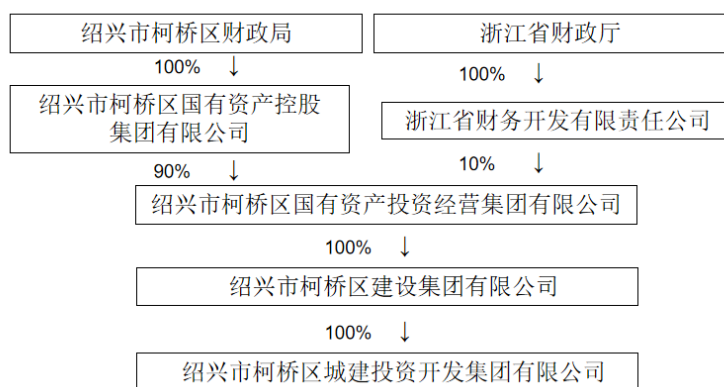 绍兴市柯桥区财政局
浙江省财政厅
100% ↓
100% ↓
绍兴市柯桥区国有资产控股
集团有限公司
浙江省财务开发有限责任公司
90% ↓
10% ↓
绍兴市柯桥区国有资产投资经营集团有限公司
100% ↓
绍兴市柯桥区建设集团有限公司
100% ↓
绍兴市柯桥区城建投资开发集团有限公司